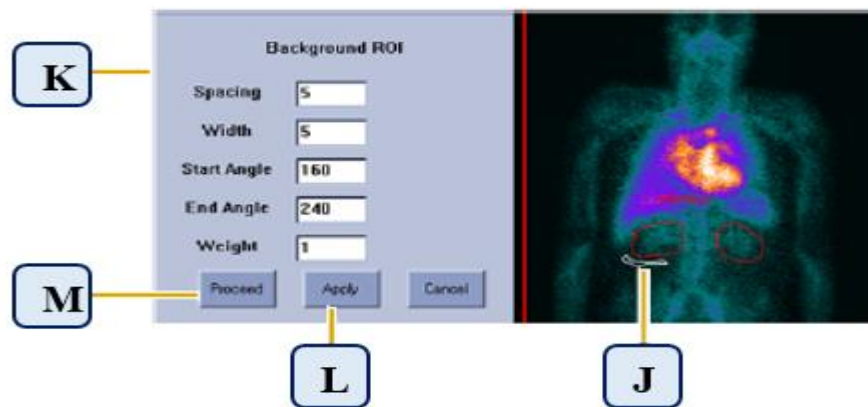 Background ROI
K
Spacing 5
Width 5
Start Angle 160
End Angle 240
Weight 1
M
Proceed Apply Cancel
L
J